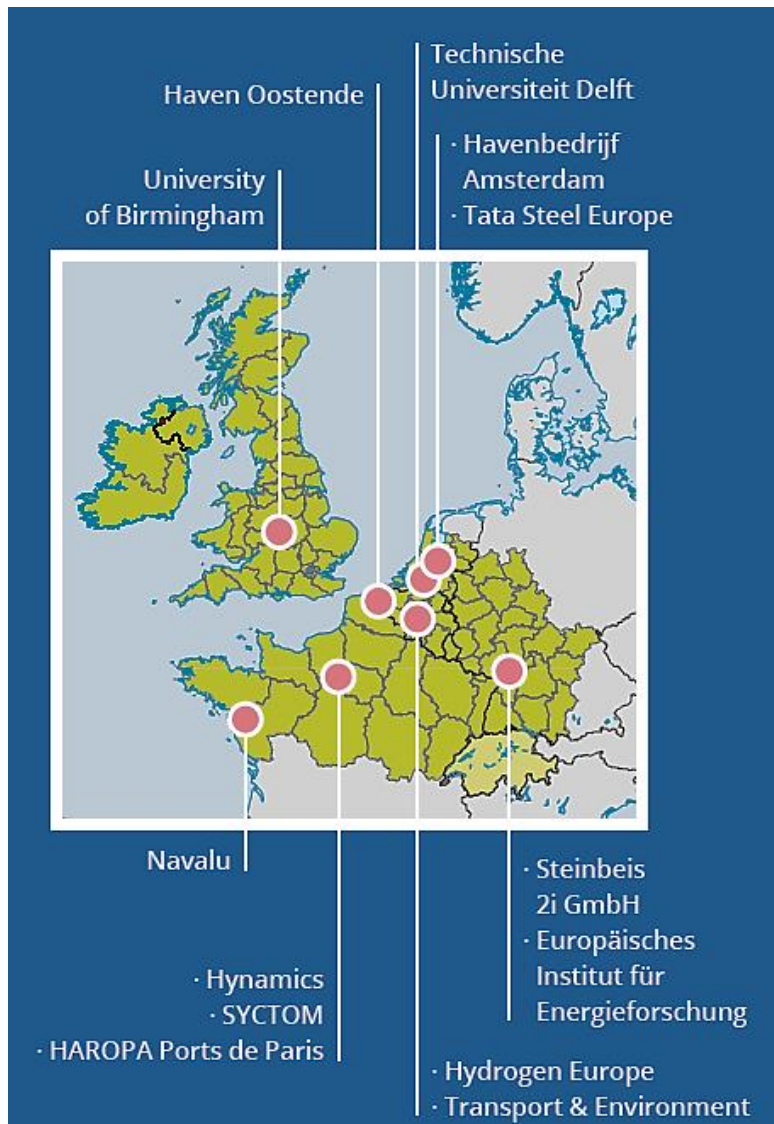 Technische
Universiteit Delft
Haven Oostende
· Havenbedrijf
Amsterdam
· Tata Steel Europe
University
of Birmingham
Navalu
· Steinbeis
2i GmbH
· Europäisches
Institut für
Energieforschung
· Hynamics
· SYCTOM
· HAROPA Ports de Paris
· Hydrogen Europe
· Transport & Environment